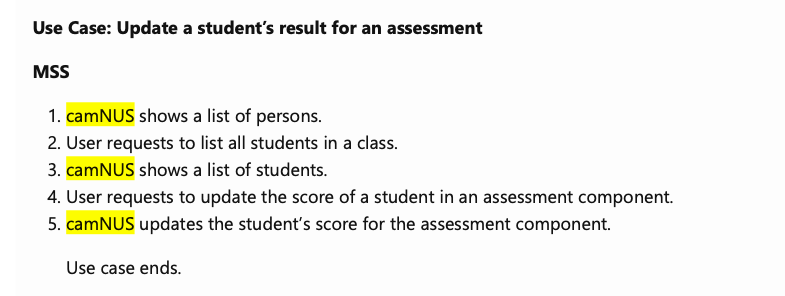 Use Case: Update a student’s result for an assessment
MSS
1. camNUS shows a list of persons.
2. User requests to list all students in a class.
3. camNUS shows a list of students.
4. User requests to update the score of a student in an assessment component.
5. camNUS updates the student’s score for the assessment component.
Use case ends.